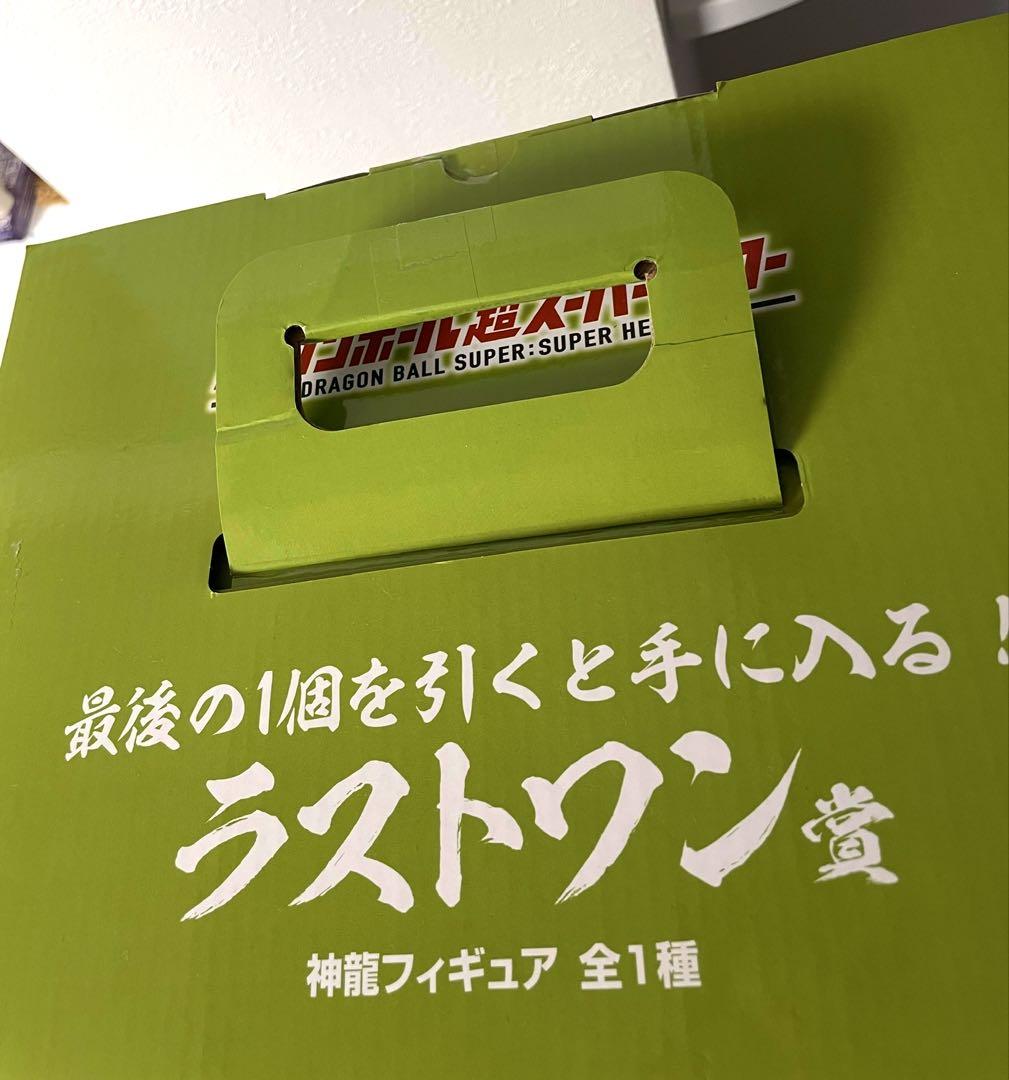 ンボール超スーパー ロー
DRAGON BALL SUPER:SUPER HE
最後の1個を引くと手に入る!
ラストワン賞
神龍フィギュア 全1種